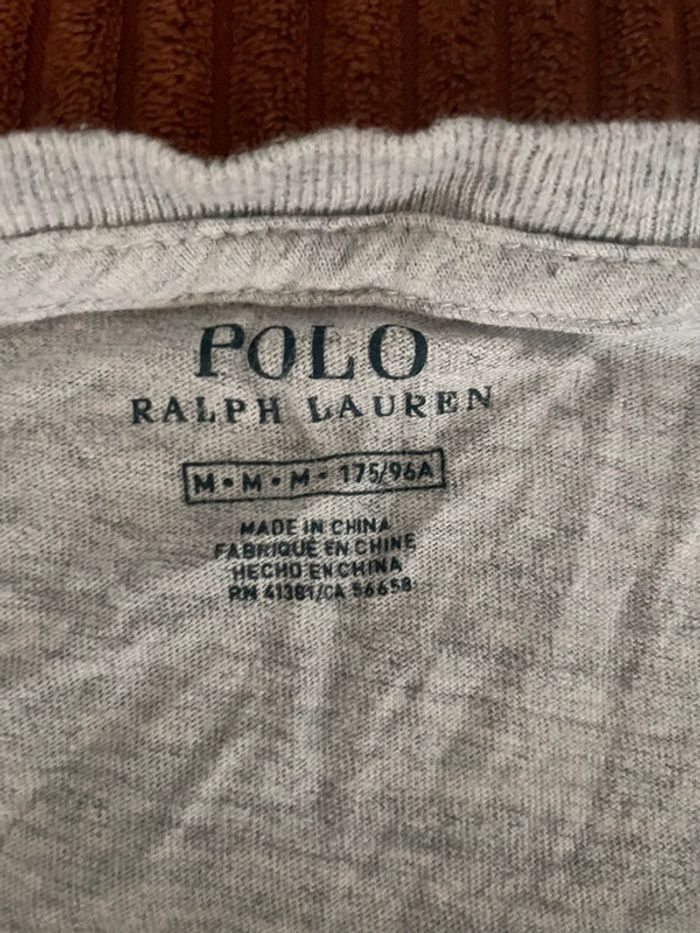 POLO
RALPH LAUREN
M • M • M • 175/96A
MADE IN CHINA
FABRIQUÉ EN CHINE
HECHO EN CHINA
RN 41381/CA 56658